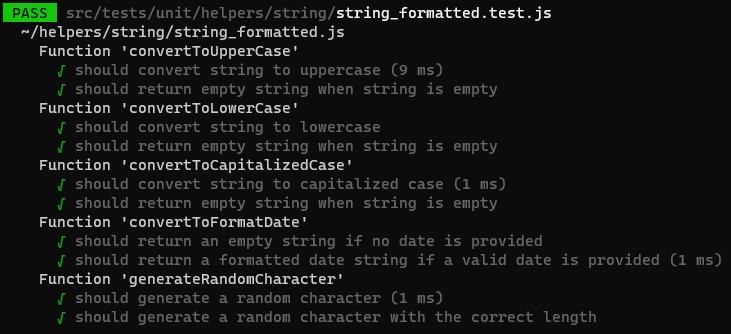 PASS src/tests/unit/helpers/string/string_formatted.test.js
~/helpers/string/string_formatted.js
Function 'convertToUpperCase'
√ should convert string to uppercase (9 ms)
√ should return empty string when string is empty
Function 'convertToLowerCase'
√ should convert string to lowercase
√ should return empty string when string is empty
Function 'convertToCapitalizedCase'
√ should convert string to capitalized case (1 ms)
√ should return empty string when string is empty
Function 'convertToFormatDate'
√ should return an empty string if no date is provided
√ should return a formatted date string if a valid date is provided (1 ms)
Function 'generateRandomCharacter'
√ should generate a random character (1 ms)
√ should generate a random character with the correct length